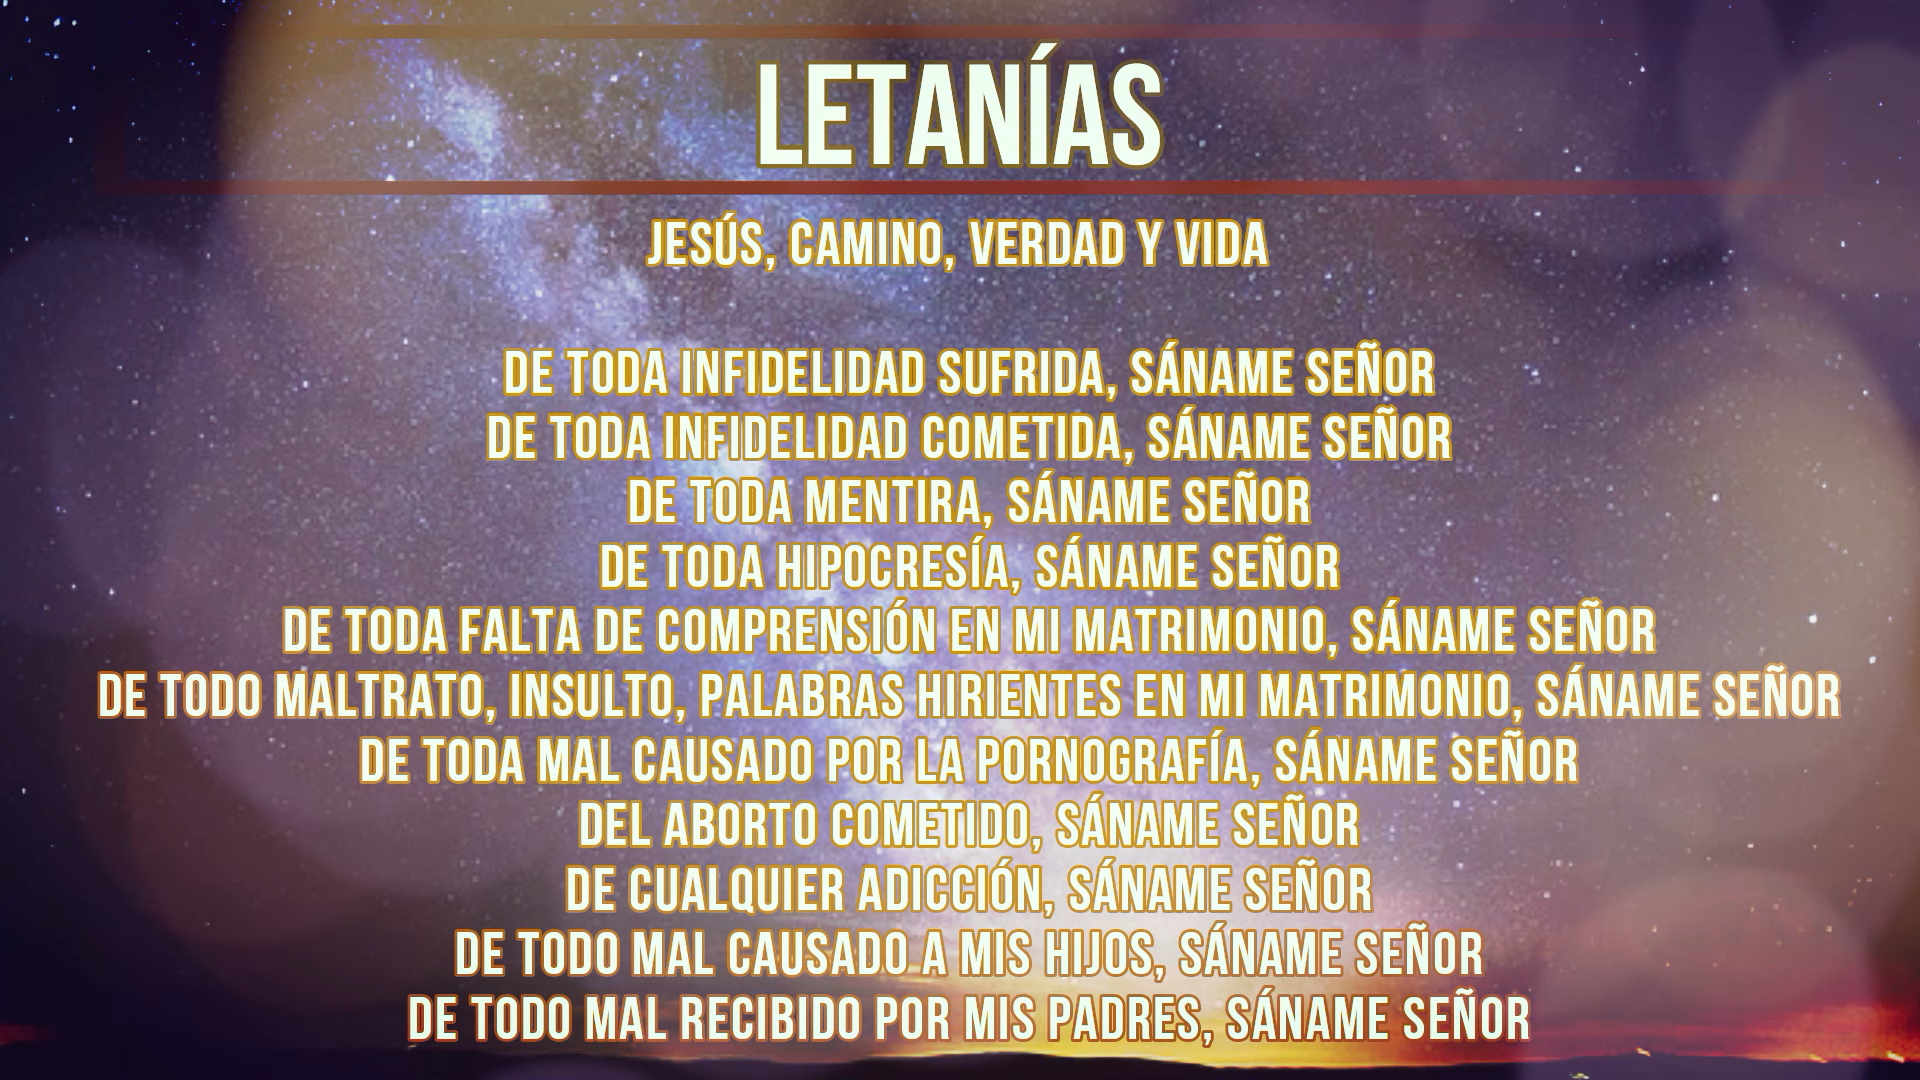 LETANÍAS
JESÚS, CAMINO, VERDAD Y VIDA
DE TODA INFIDELIDAD SUFRIDA, SÁNAME SEÑOR
DE TODA INFIDELIDAD COMETIDA, SÁNAME SEÑOR
DE TODA MENTIRA, SÁNAME SEÑOR
DE TODA HIPOCRESÍA, SÁNAME SEÑOR
DE TODA FALTA DE COMPRENSIÓN EN MI MATRIMONIO, SÁNAME SEÑOR
DE TODO MALTRATO, INSULTO, PALABRAS HIRIENTES EN MI MATRIMONIO, SÁNAME SEÑOR
DE TODA MAL CAUSADO POR LA PORNOGRAFÍA, SÁNAME SEÑOR
DEL ABORTO COMETIDO, SÁNAME SEÑOR
DE CUALQUIER ADICCIÓN, SÁNAME SEÑOR
DE TODO MAL CAUSADO A MIS HIJOS, SÁNAME SEÑOR
DE TODO MAL RECIBIDO POR MIS PADRES, SÁNAME SEÑOR